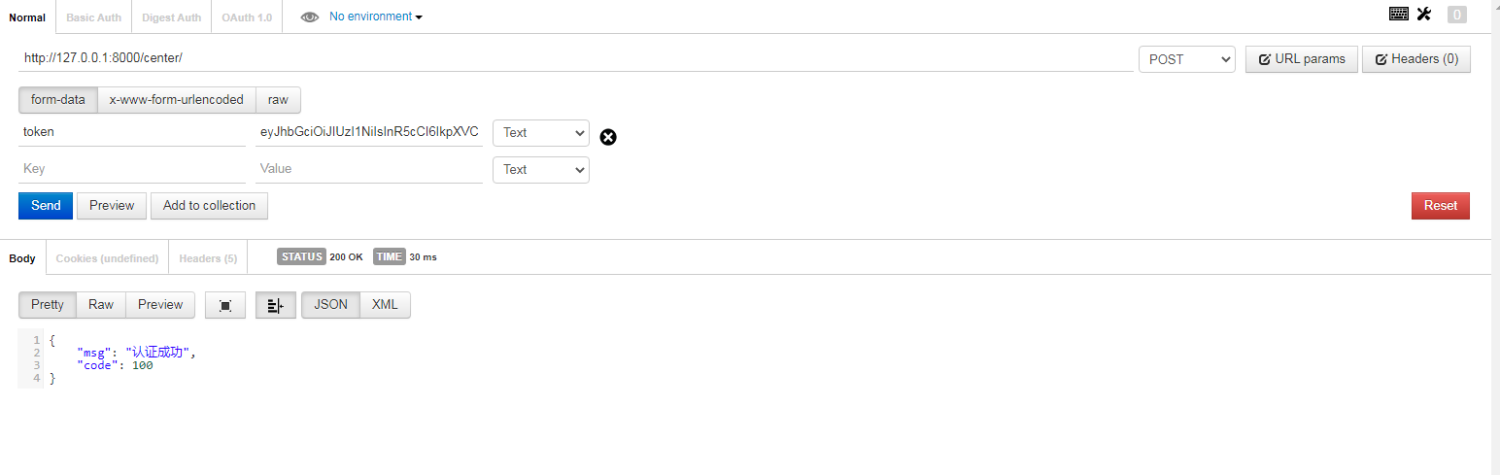 Normal Basic Auth Digest Auth OAuth 1.0 No environment 0
http://127.0.0.1:8000/center/ POST URL params Headers (0)
form-data x-www-form-urlencoded raw
token eyJhbGciOiJIUzI1NiIsInR5cCI6IkpXVC Text
Key Value Text
Send Preview Add to collection Reset
Body Cookies (undefined) Headers (5) STATUS 200 OK TIME 30 ms
Pretty Raw Preview JSON XML
1 {
2 "msg": "认证成功",
3 "code": 100
4 }